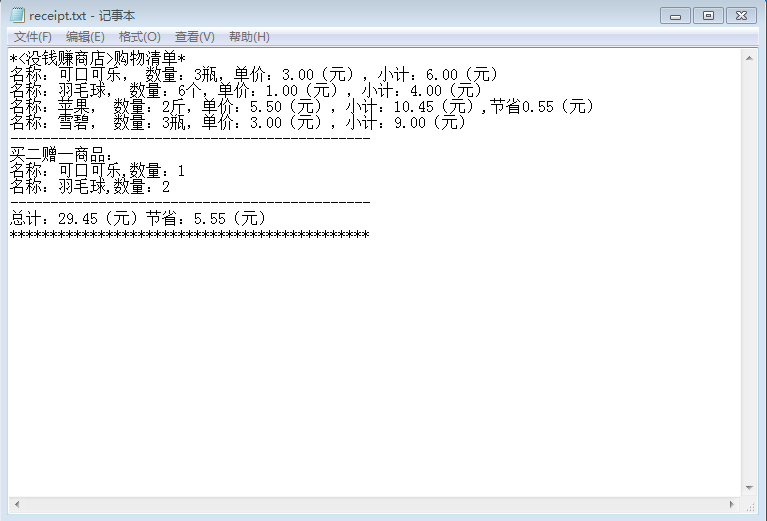 receipt.txt - 记事本
文件(F) 编辑(E) 格式(O) 查看(V) 帮助(H)
*<没钱赚商店>购物清单*
名称：可口可乐， 数量：3瓶，单价：3.00（元），小计：6.00（元）
名称：羽毛球， 数量：6个，单价：1.00（元），小计：4.00（元）
名称：苹果， 数量：2斤，单价：5.50（元），小计：10.45（元）,节省0.55（元）
名称：雪碧， 数量：3瓶，单价：3.00（元），小计：9.00（元）
---------------------------------------------
买二赠一商品：
名称：可口可乐,数量：1
名称：羽毛球,数量：2
---------------------------------------------
总计：29.45（元）节省：5.55（元）
*********************************************